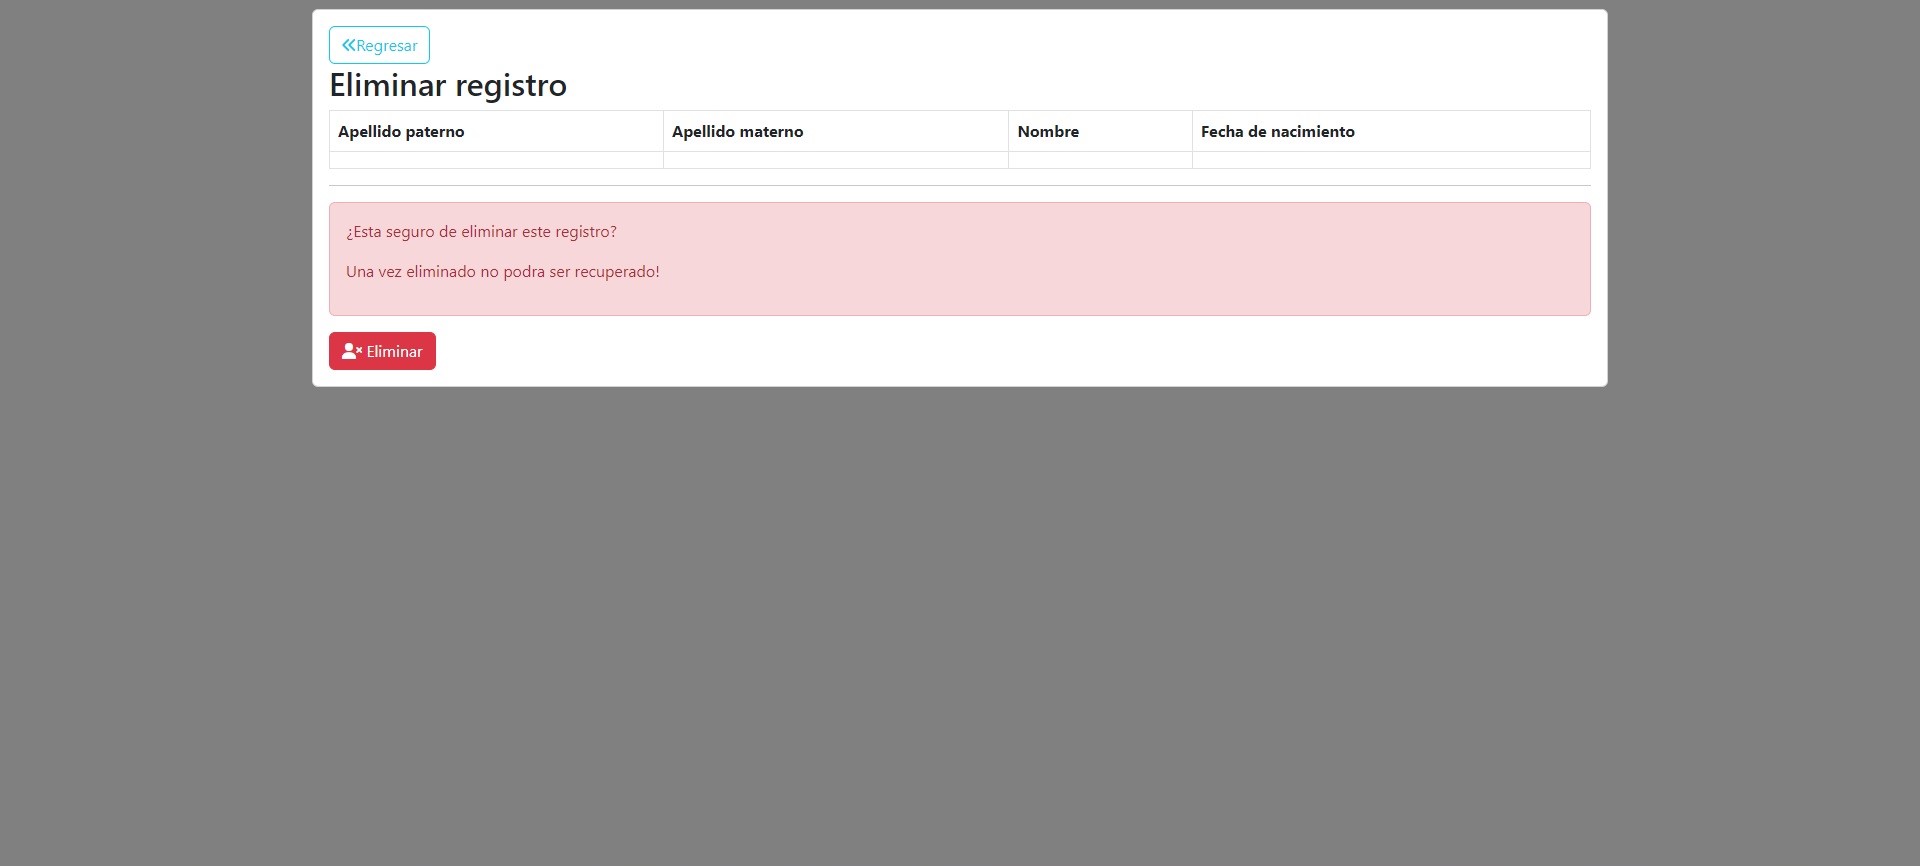 Regresar
Eliminar registro
Apellido paterno Apellido materno Nombre Fecha de nacimiento
¿Esta seguro de eliminar este registro?
Una vez eliminado no podra ser recuperado!
Eliminar